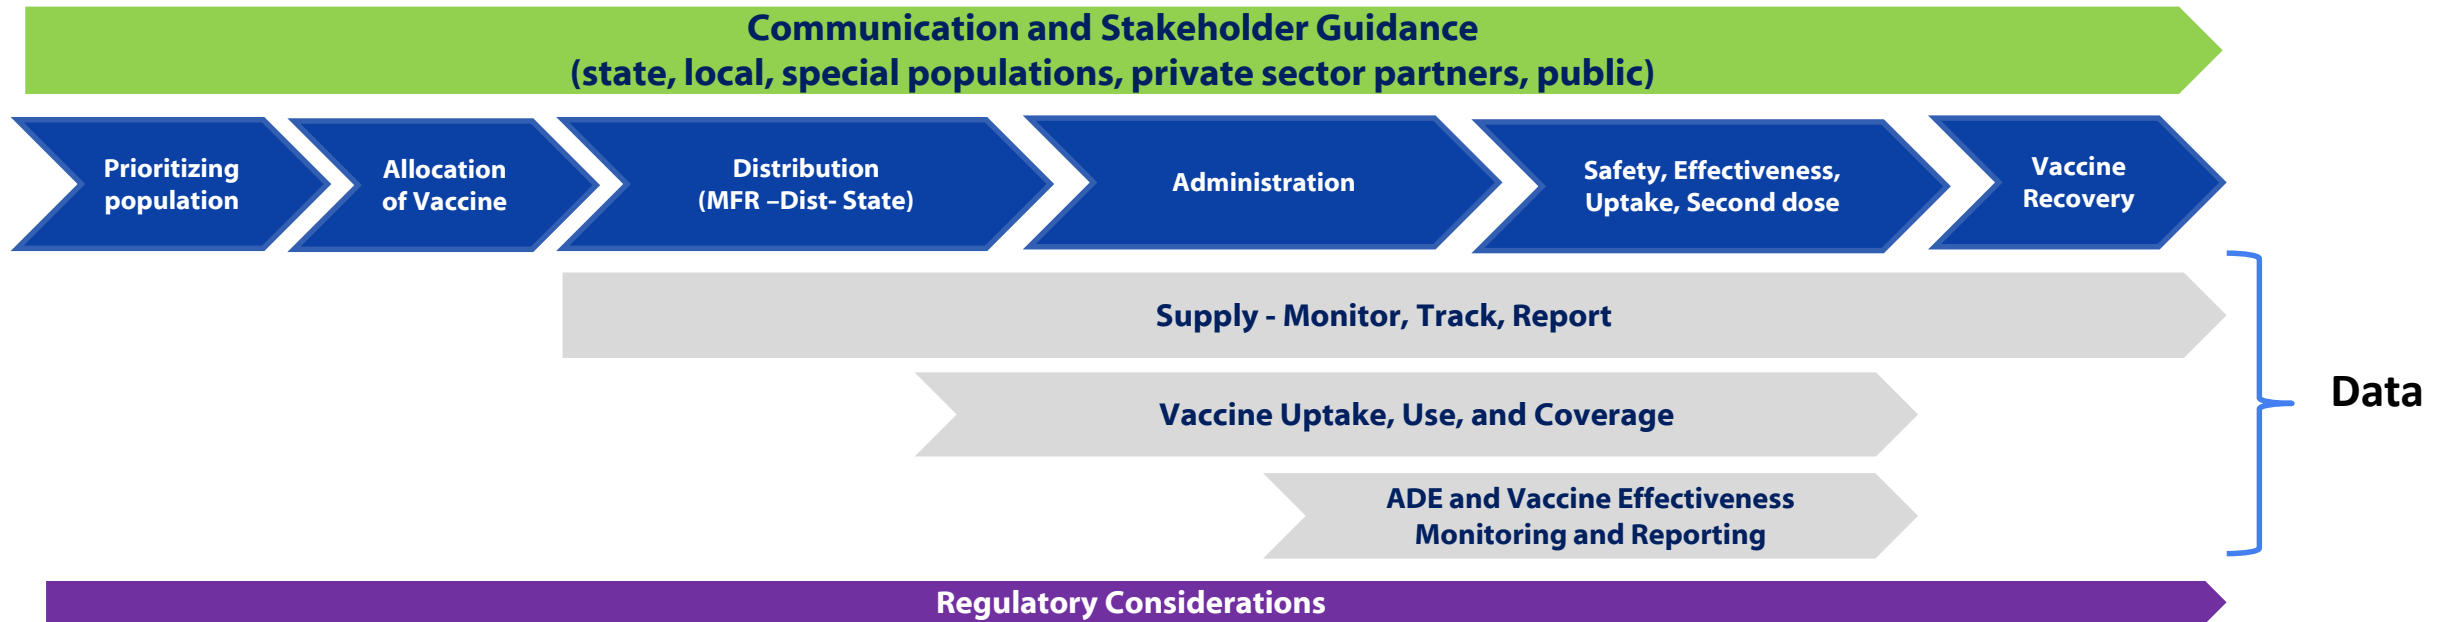 Communication and Stakeholder Guidance
(state, local, special populations, private sector partners, public)
Prioritizing
population
Allocation
of Vaccine
Distribution
(MFR –Dist- State)
Administration
Safety, Effectiveness,
Uptake, Second dose
Vaccine
Recovery
Supply - Monitor, Track, Report
Vaccine Uptake, Use, and Coverage
ADE and Vaccine Effectiveness
Monitoring and Reporting
Data
Regulatory Considerations